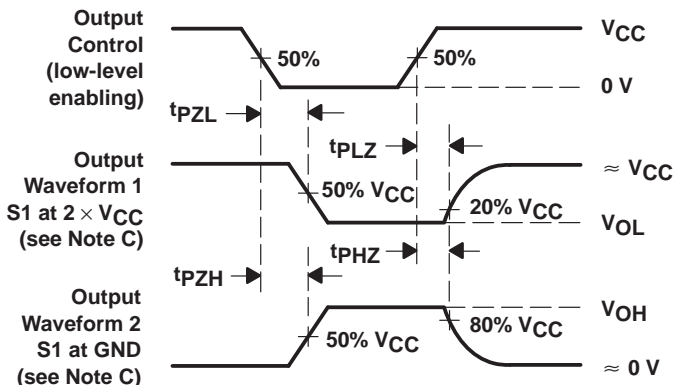 Output
Control
(low-level
enabling)
50%
50%
VCC
0 V
tPZL
tPLZ
Output
Waveform 1
S1 at 2 × VCC
(see Note C)
50% VCC
20% VCC
≈ VCC
VOL
tPZH
tPHZ
Output
Waveform 2
S1 at GND
(see Note C)
50% VCC
80% VCC
VOH
≈ 0 V